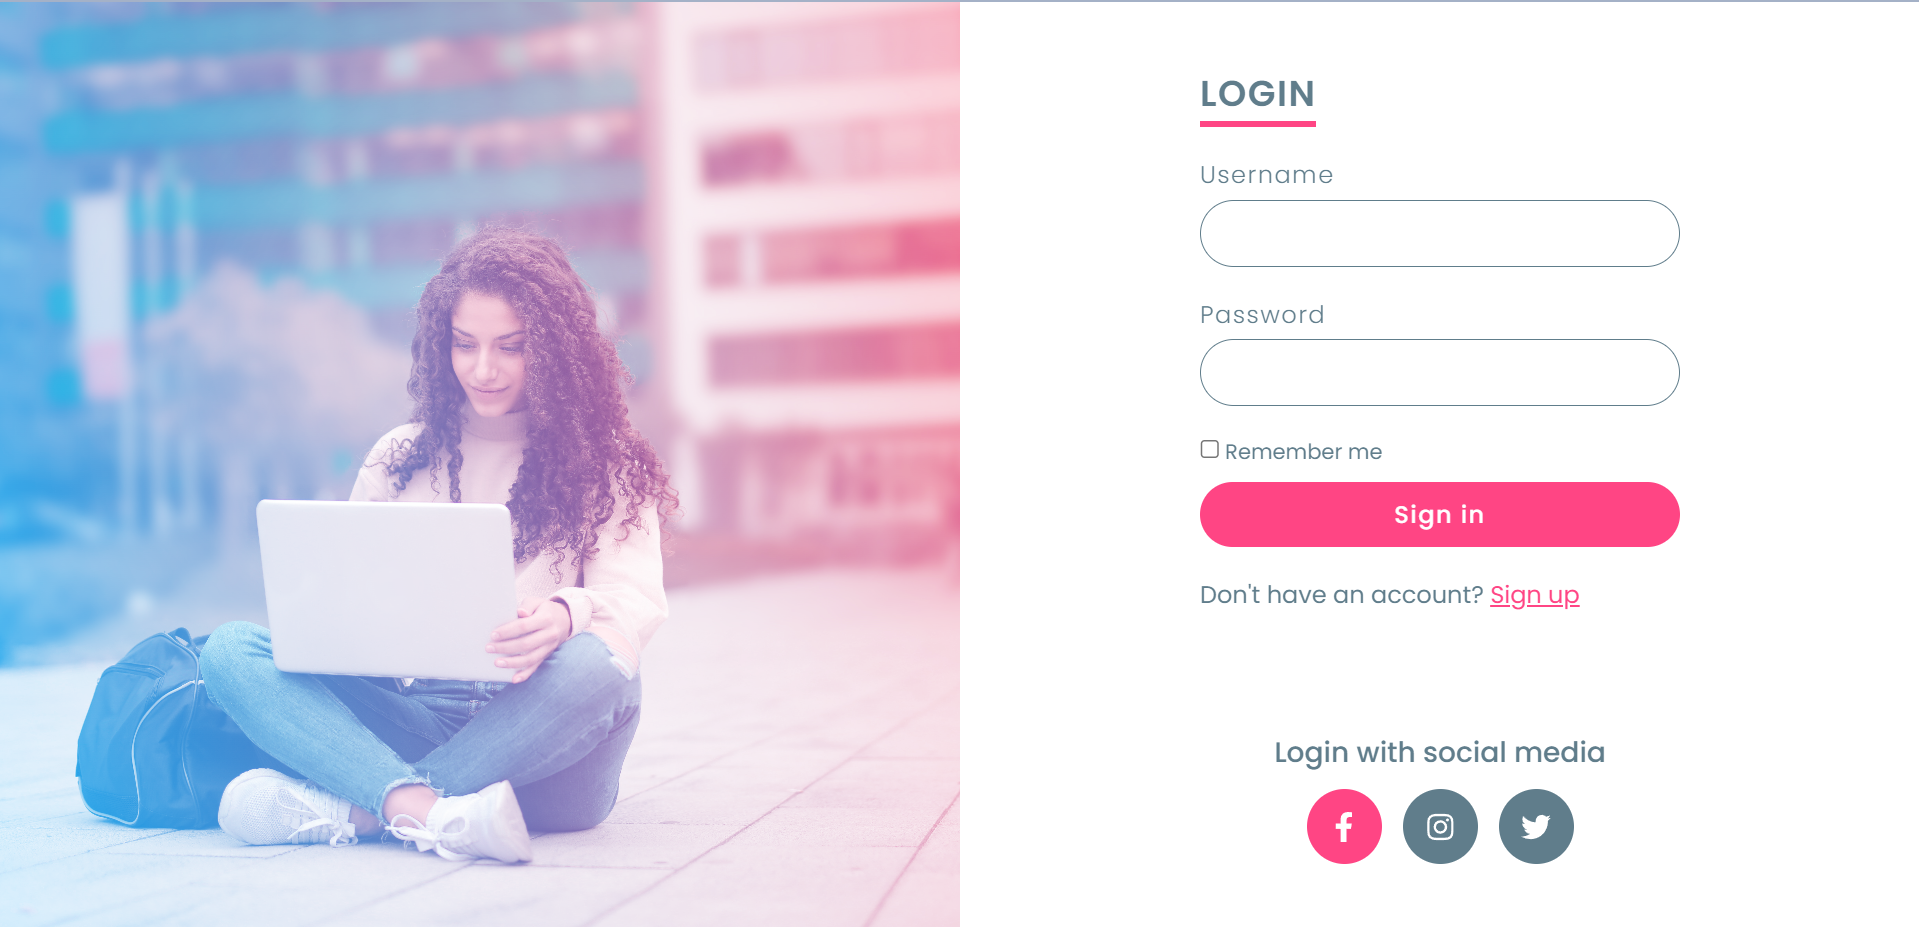 LOGIN
Username
Password
Remember me
Sign in
Don't have an account? Sign up
Login with social media